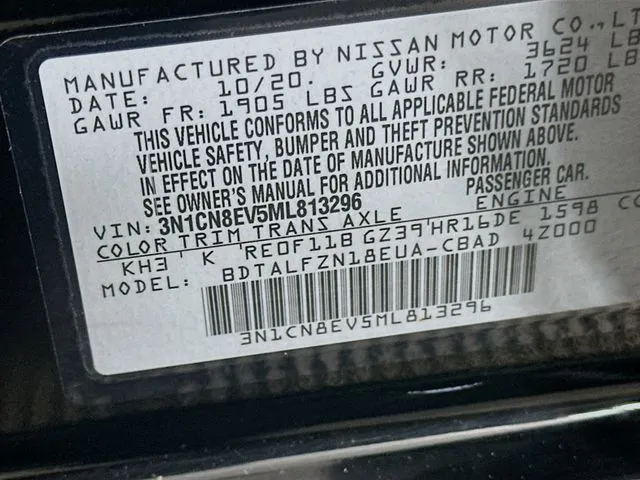 MANUFACTURED BY NISSAN MOTOR CO., LT
DATE: 10/20. GVWR: 3624 LB
GAWR FR: 1905 LBS GAWR RR: 1720 LB
THIS VEHICLE CONFORMS TO ALL APPLICABLE FEDERAL MOTOR
VEHICLE SAFETY, BUMPER AND THEFT PREVENTION STANDARDS
IN EFFECT ON THE DATE OF MANUFACTURE SHOWN ABOVE.
SEE OWNER'S MANUAL FOR ADDITIONAL INFORMATION.
VIN: 3N1CN8EV5ML813296 PASSENGER CAR.
COLOR TRIM TRANS AXLE ENGINE
KH3 K RE0F11B GZ39 HR16DE 1598 CC
MODEL: BDTALFZN18EUA-CBAD 4Z000
3N1CN8EV5ML813296